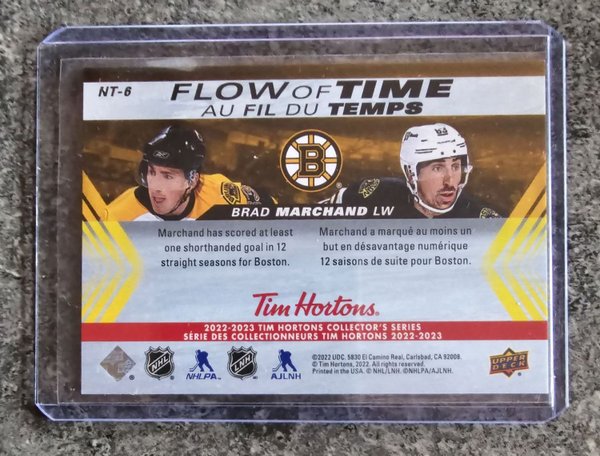 NT-6
FLOW OF TIME
AU FIL DU TEMPS
B
63
BRAD MARCHAND LW
Marchand has scored at least
one shorthanded goal in 12
straight seasons for Boston.
Marchand a marqué au moins un
but en désavantage numérique
12 saisons de suite pour Boston.
Tim Hortons®
2022-2023 TIM HORTONS COLLECTOR'S SERIES
SÉRIE DES COLLECTIONNEURS TIM HORTONS 2022-2023
NHL
NHLPA
LNH
AJLNH
©2022 UDC. 5830 El Camino Real, Carlsbad, CA 92008.
© Tim Hortons, 2022. All rights reserved.
Printed in the USA. © NHL/LNH. ©NHLPA/AJLNH.
UPPER DECK